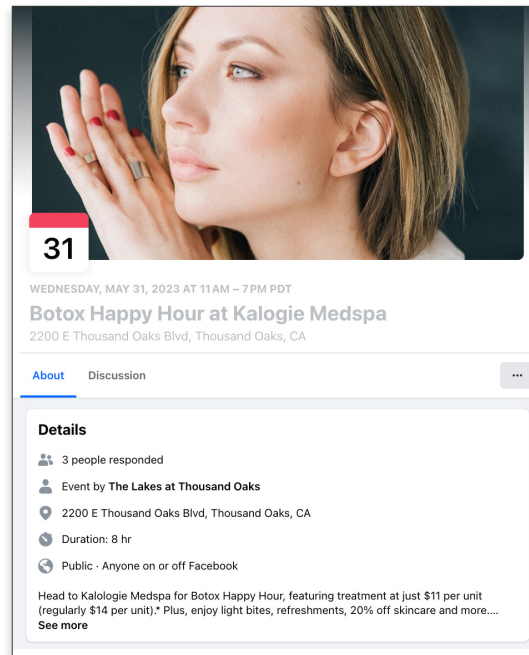 31
WEDNESDAY, MAY 31, 2023 AT 11 AM – 7 PM PDT
Botox Happy Hour at Kalogie Medspa
2200 E Thousand Oaks Blvd, Thousand Oaks, CA
About Discussion ...
Details
3 people responded
Event by The Lakes at Thousand Oaks
2200 E Thousand Oaks Blvd, Thousand Oaks, CA
Duration: 8 hr
Public · Anyone on or off Facebook
Head to Kalologie Medspa for Botox Happy Hour, featuring treatment at just $11 per unit
(regularly $14 per unit).* Plus, enjoy light bites, refreshments, 20% off skincare and more....
See more